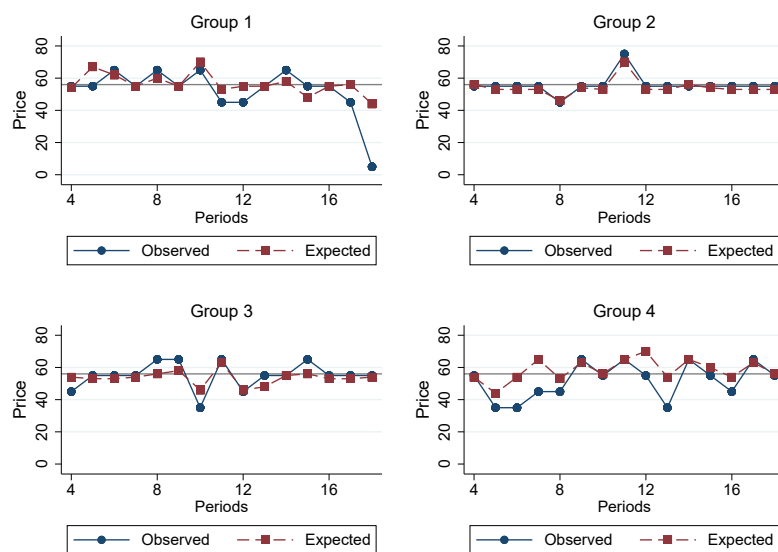 Group 1
80
60
40
20
0
Price
4 8 12 16
Periods
Observed Expected
Group 2
80
60
40
20
0
Price
4 8 12 16
Periods
Observed Expected
Group 3
80
60
40
20
0
Price
4 8 12 16
Periods
Observed Expected
Group 4
80
60
40
20
0
Price
4 8 12 16
Periods
Observed Expected